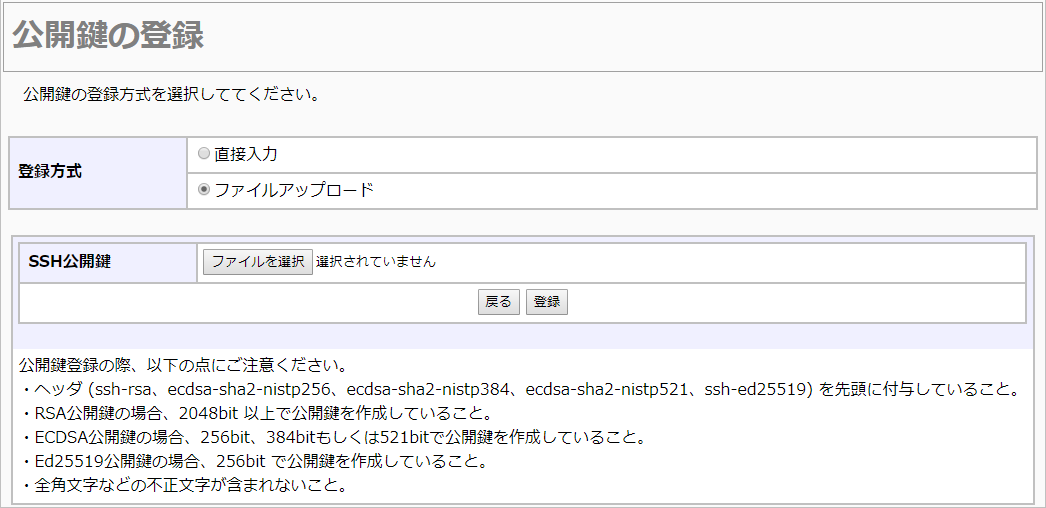 公開鍵の登録
公開鍵の登録方式を選択しててください。
登録方式
直接入力
ファイルアップロード
SSH公開鍵 ファイルを選択 選択されていません
戻る 登録
公開鍵登録の際、以下の点にご注意ください。
・ヘッダ (ssh-rsa、ecdsa-sha2-nistp256、ecdsa-sha2-nistp384、ecdsa-sha2-nistp521、ssh-ed25519) を先頭に付与していること。
・RSA公開鍵の場合、2048bit 以上で公開鍵を作成していること。
・ECDSA公開鍵の場合、256bit、384bitもしくは521bitで公開鍵を作成していること。
・Ed25519公開鍵の場合、256bit で公開鍵を作成していること。
・全角文字などの不正文字が含まれないこと。